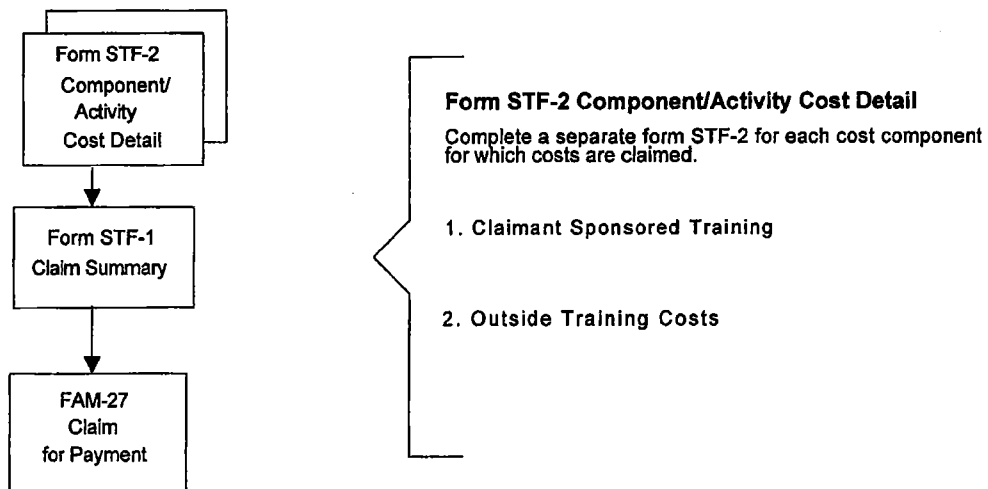 Form STF-2
Component/
Activity
Cost Detail
Form STF-1
Claim Summary
FAM-27
Claim
for Payment
Form STF-2 Component/Activity Cost Detail
Complete a separate form STF-2 for each cost component
for which costs are claimed.
1. Claimant Sponsored Training
2. Outside Training Costs